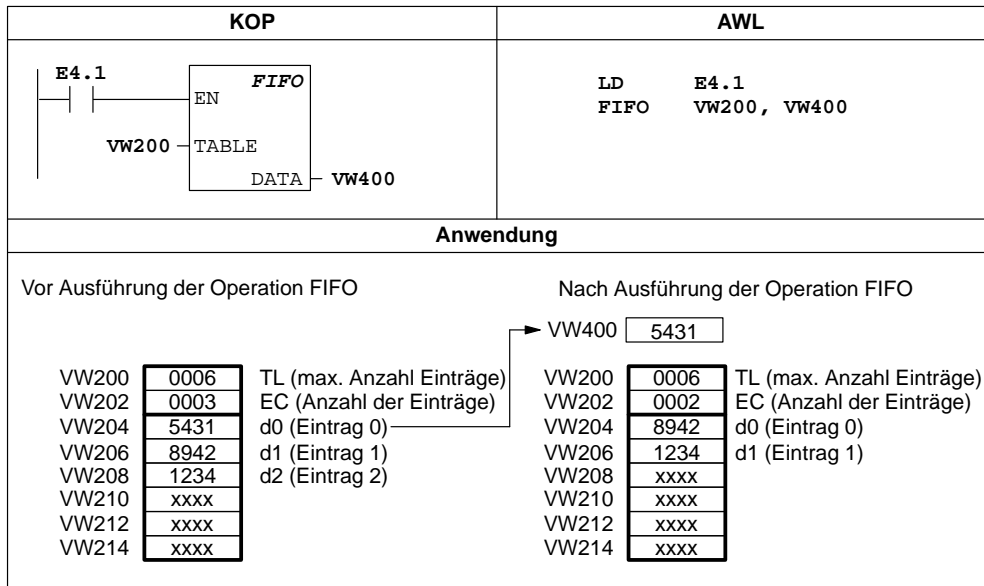 KOP AWL
E4.1
FIFO
EN
VW200 TABLE
DATA VW400
LD E4.1
FIFO VW200, VW400
Anwendung
Vor Ausführung der Operation FIFO
VW200 0006 TL (max. Anzahl Einträge)
VW202 0003 EC (Anzahl der Einträge)
VW204 5431 d0 (Eintrag 0)
VW206 8942 d1 (Eintrag 1)
VW208 1234 d2 (Eintrag 2)
VW210 xxxx
VW212 xxxx
VW214 xxxx
Nach Ausführung der Operation FIFO
VW400 5431
VW200 0006 TL (max. Anzahl Einträge)
VW202 0002 EC (Anzahl der Einträge)
VW204 8942 d0 (Eintrag 0)
VW206 1234 d1 (Eintrag 1)
VW208 xxxx
VW210 xxxx
VW212 xxxx
VW214 xxxx